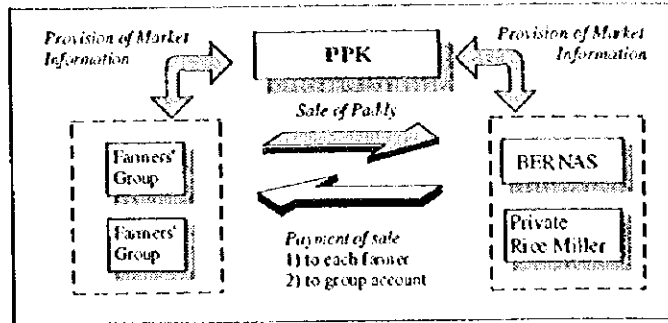 Provision of Market
Information
PPK
Provision of Market
Information
Sale of Paddy
Farmers'
Group
Farmers'
Group
BERNAS
Private
Rice Miller
Payment of sale
1) to each farmer
2) to group account